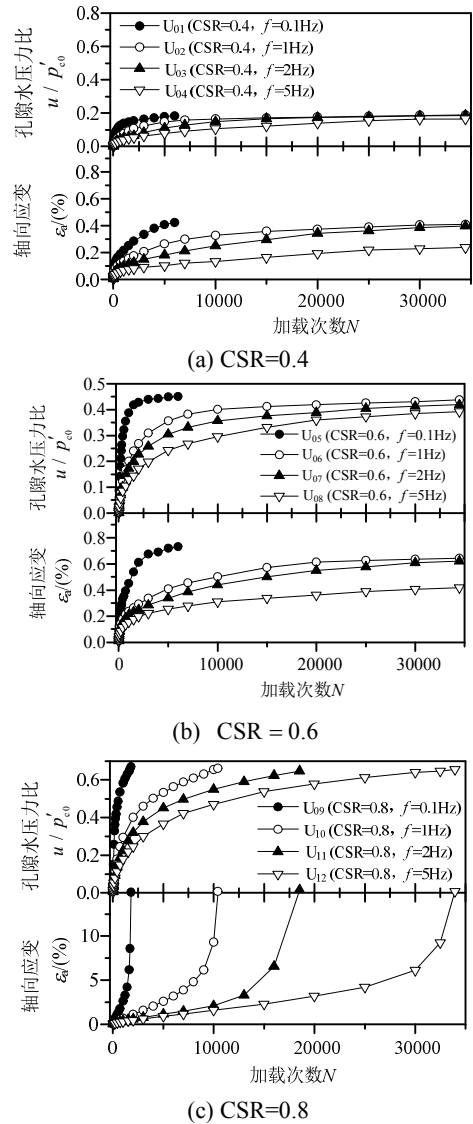 U01 (CSR=0.4, f=0.1Hz)
U02 (CSR=0.4, f=1Hz)
U03 (CSR=0.4, f=2Hz)
U04 (CSR=0.4, f=5Hz)
孔隙水压力比
u / p′c0
0.8
0.6
0.4
0.2
0.0
轴向应变
εa/(%)
0.8
0.6
0.4
0.2
0.0
0 10000 20000 30000
加载次数N
(a) CSR=0.4
孔隙水压力比
u / p′c0
0.5
0.4
0.3
0.2
0.1
0.0
U05 (CSR=0.6, f=0.1Hz)
U06 (CSR=0.6, f=1Hz)
U07 (CSR=0.6, f=2Hz)
U08 (CSR=0.6, f=5Hz)
轴向应变
εa/(%)
0.8
0.6
0.4
0.2
0.0
0 10000 20000 30000
加载次数N
(b) CSR = 0.6
孔隙水压力比
u / p′c0
0.6
0.4
0.2
0.0
U09 (CSR=0.8, f=0.1Hz)
U10 (CSR=0.8, f=1Hz)
U11 (CSR=0.8, f=2Hz)
U12 (CSR=0.8, f=5Hz)
轴向应变
εa/(%)
10
5
0
0 10000 20000 30000
加载次数N
(c) CSR=0.8